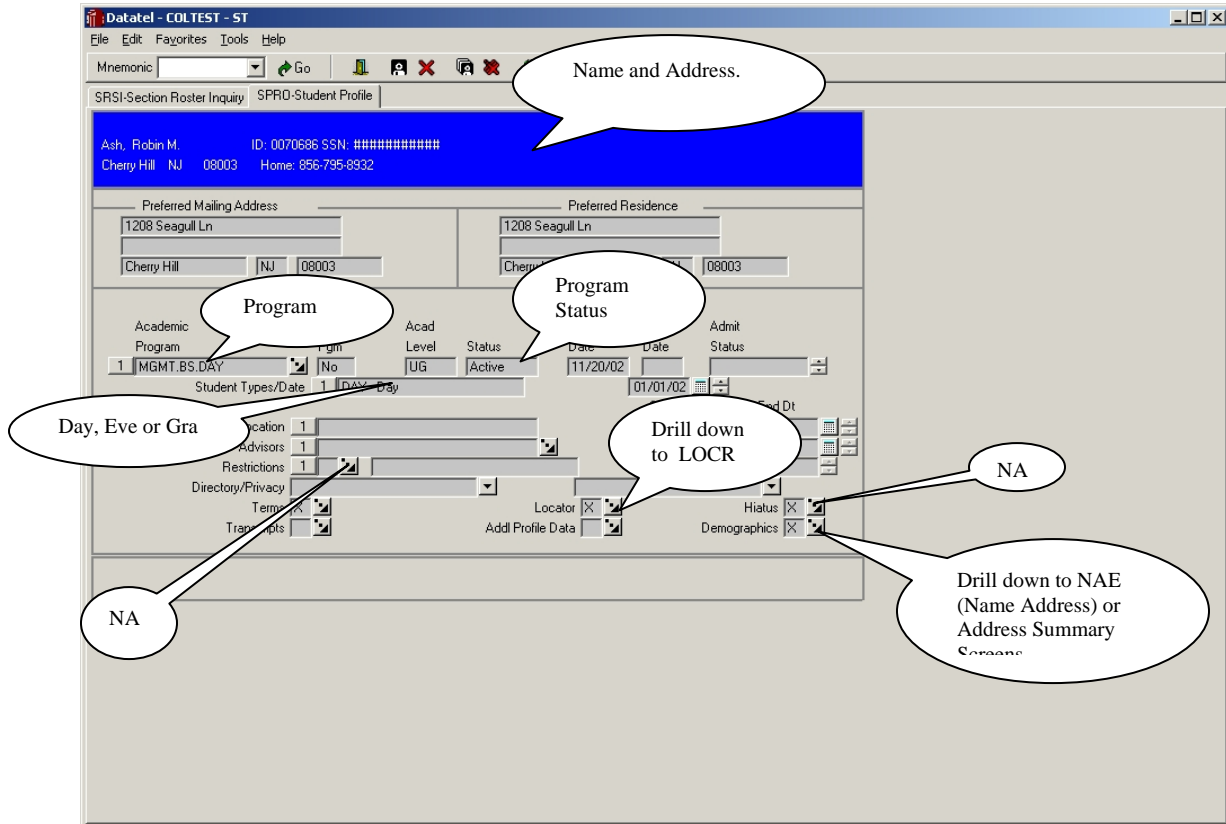 Datatel - COLTEST - ST
File Edit Favorites Tools Help
Mnemonic Go
Name and Address.
SRSI-Section Roster Inquiry SPRO-Student Profile
Ash, Robin M. ID: 0070686 SSN: ###########
Cherry Hill NJ 08003 Home: 856-795-8932
Preferred Mailing Address Preferred Residence
1208 Seagull Ln 1208 Seagull Ln
Cherry Hill NJ 08003 08003
Program
Program
Status
Academic Acad Admit
Program Pgm Level Status Date Date Status
1 MGMT.BS.DAY No UG Active 11/20/02
Student Types/Date 1 DAY Day 01/01/02
End Dt
Day, Eve or Gra
1
Advisors 1
Restrictions 1
Drill down
to LOCR
NA
Directory/Privacy
Terms X Locator X Hiatus X
Transcripts Addl Profile Data Demographics X
NA
Drill down to NAE
(Name Address) or
Address Summary
Screens